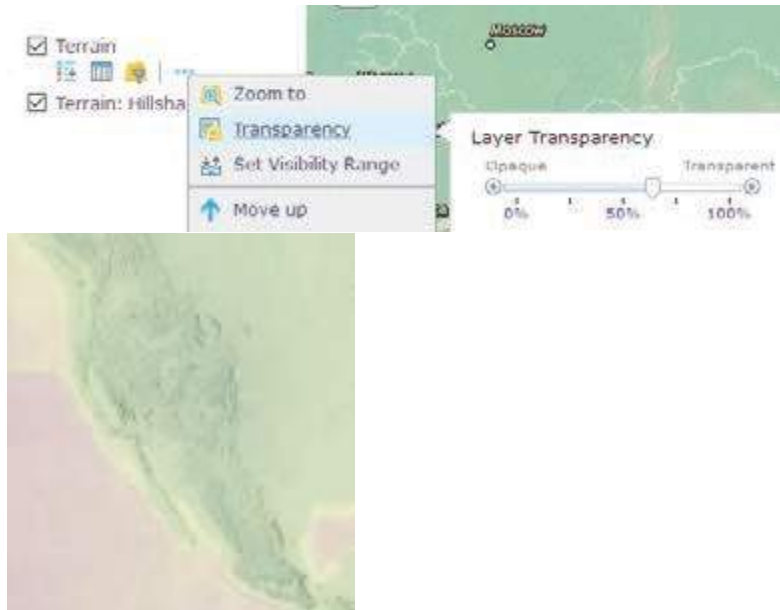 Moscow
Terrain
Terrain: Hillsha
Zoom to
Transparency
Set Visibility Range
Move up
Layer Transparency
Opaque Transparent
0% 50% 100%